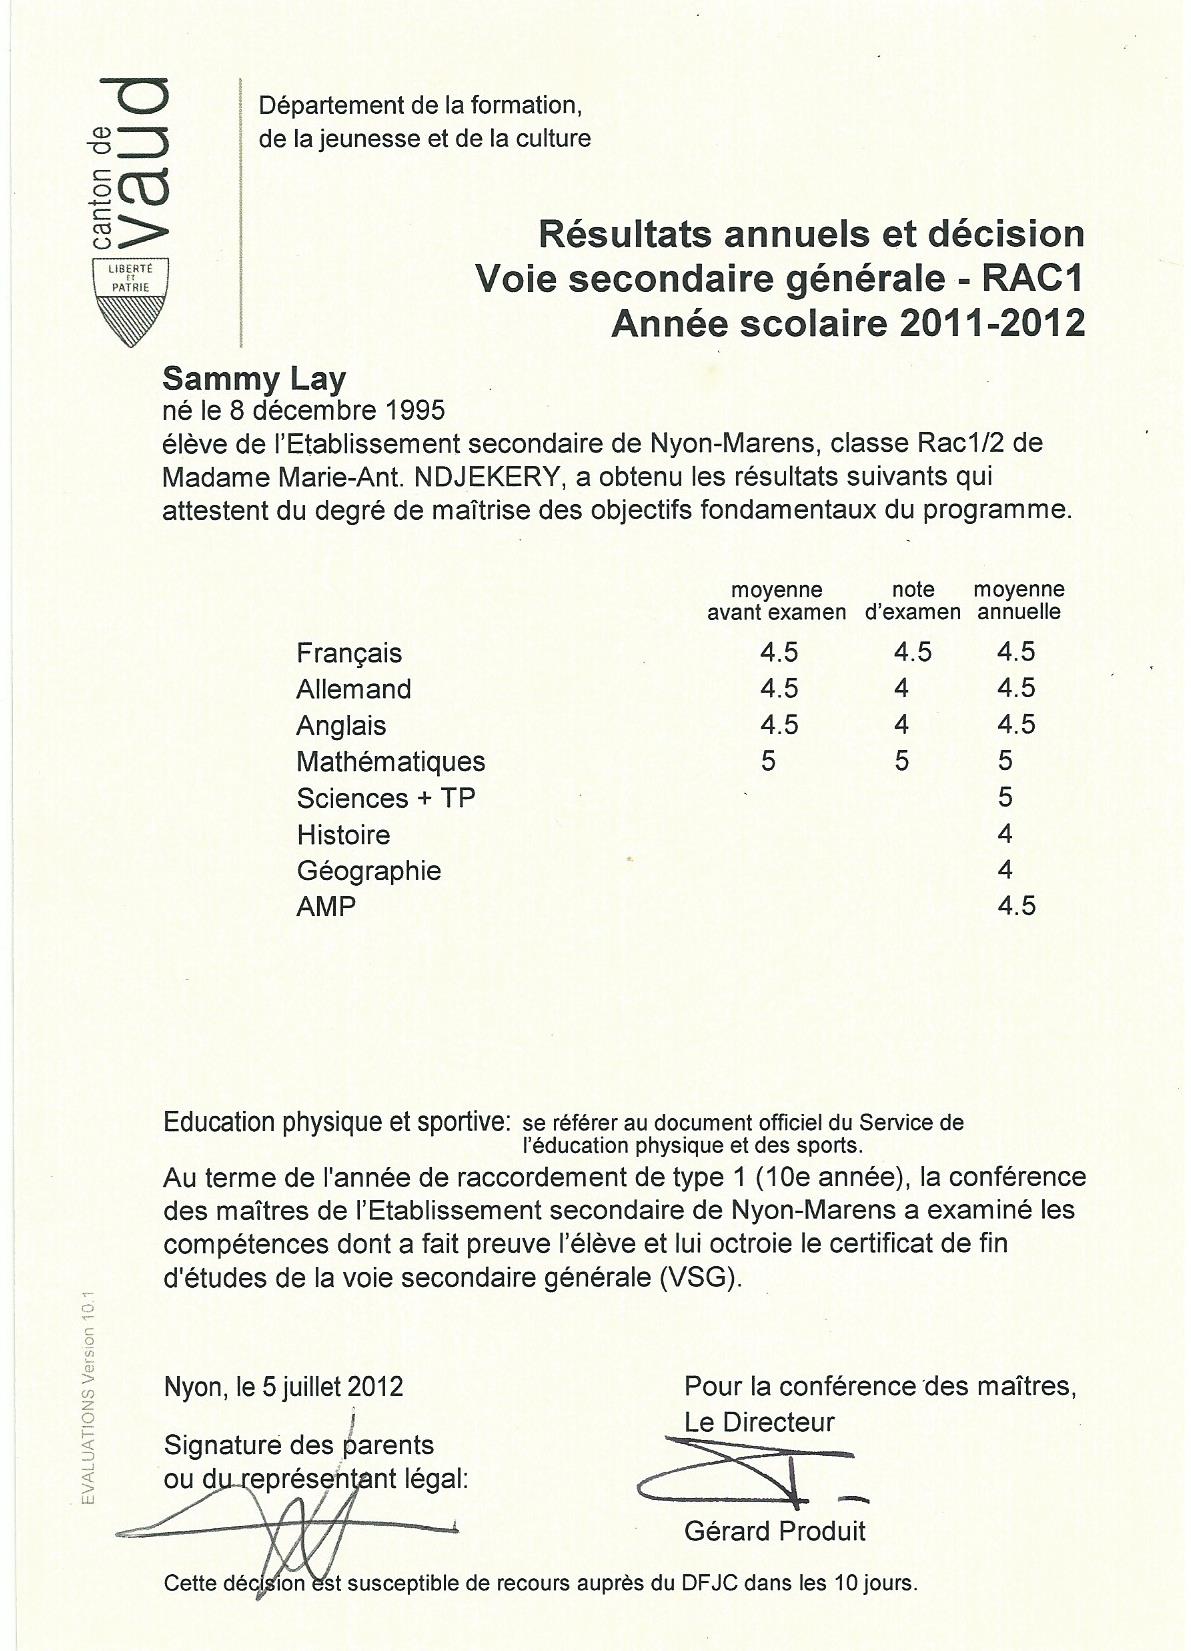 canton de
vaud
LIBERTÉ
ET
PATRIE
Département de la formation,
de la jeunesse et de la culture
Résultats annuels et décision
Voie secondaire générale - RAC1
Année scolaire 2011-2012
Sammy Lay
né le 8 décembre 1995
élève de l'Etablissement secondaire de Nyon-Marens, classe Rac1/2 de
Madame Marie-Ant. NDJEKERY, a obtenu les résultats suivants qui
attestent du degré de maîtrise des objectifs fondamentaux du programme.
moyenne note moyenne
avant examen d'examen annuelle
Français 4.5 4.5 4.5
Allemand 4.5 4 4.5
Anglais 4.5 4 4.5
Mathématiques 5 5 5
Sciences + TP 5
Histoire 4
Géographie 4
AMP 4.5
Education physique et sportive: se référer au document officiel du Service de
l'éducation physique et des sports.
Au terme de l'année de raccordement de type 1 (10e année), la conférence
des maîtres de l'Etablissement secondaire de Nyon-Marens a examiné les
compétences dont a fait preuve l'élève et lui octroie le certificat de fin
d'études de la voie secondaire générale (VSG).
EVALUATIONS Version 10.1
Nyon, le 5 juillet 2012 Pour la conférence des maîtres,
Le Directeur
Signature des parents
ou du représentant légal:
Gérard Produit
Cette décision est susceptible de recours auprès du DFJC dans les 10 jours.